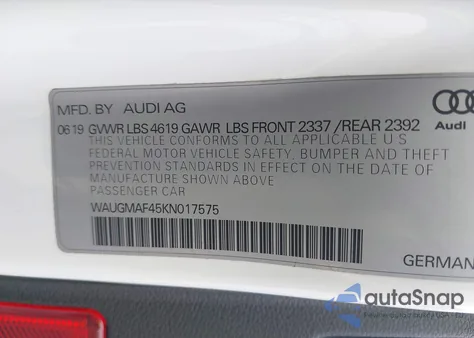 MFD. BY AUDI AG
Audi
06 19 GVWR LBS 4619 GAWR LBS FRONT 2337 / REAR 2392
THIS VEHICLE CONFORMS TO ALL APPLICABLE U S
FEDERAL MOTOR VEHICLE SAFETY, BUMPER AND THEFT
PREVENTION STANDARDS IN EFFECT ON THE DATE OF
MANUFACTURE SHOWN ABOVE.
PASSENGER CAR
WAUGMAF45KN017575
GERMAN
autoSnap